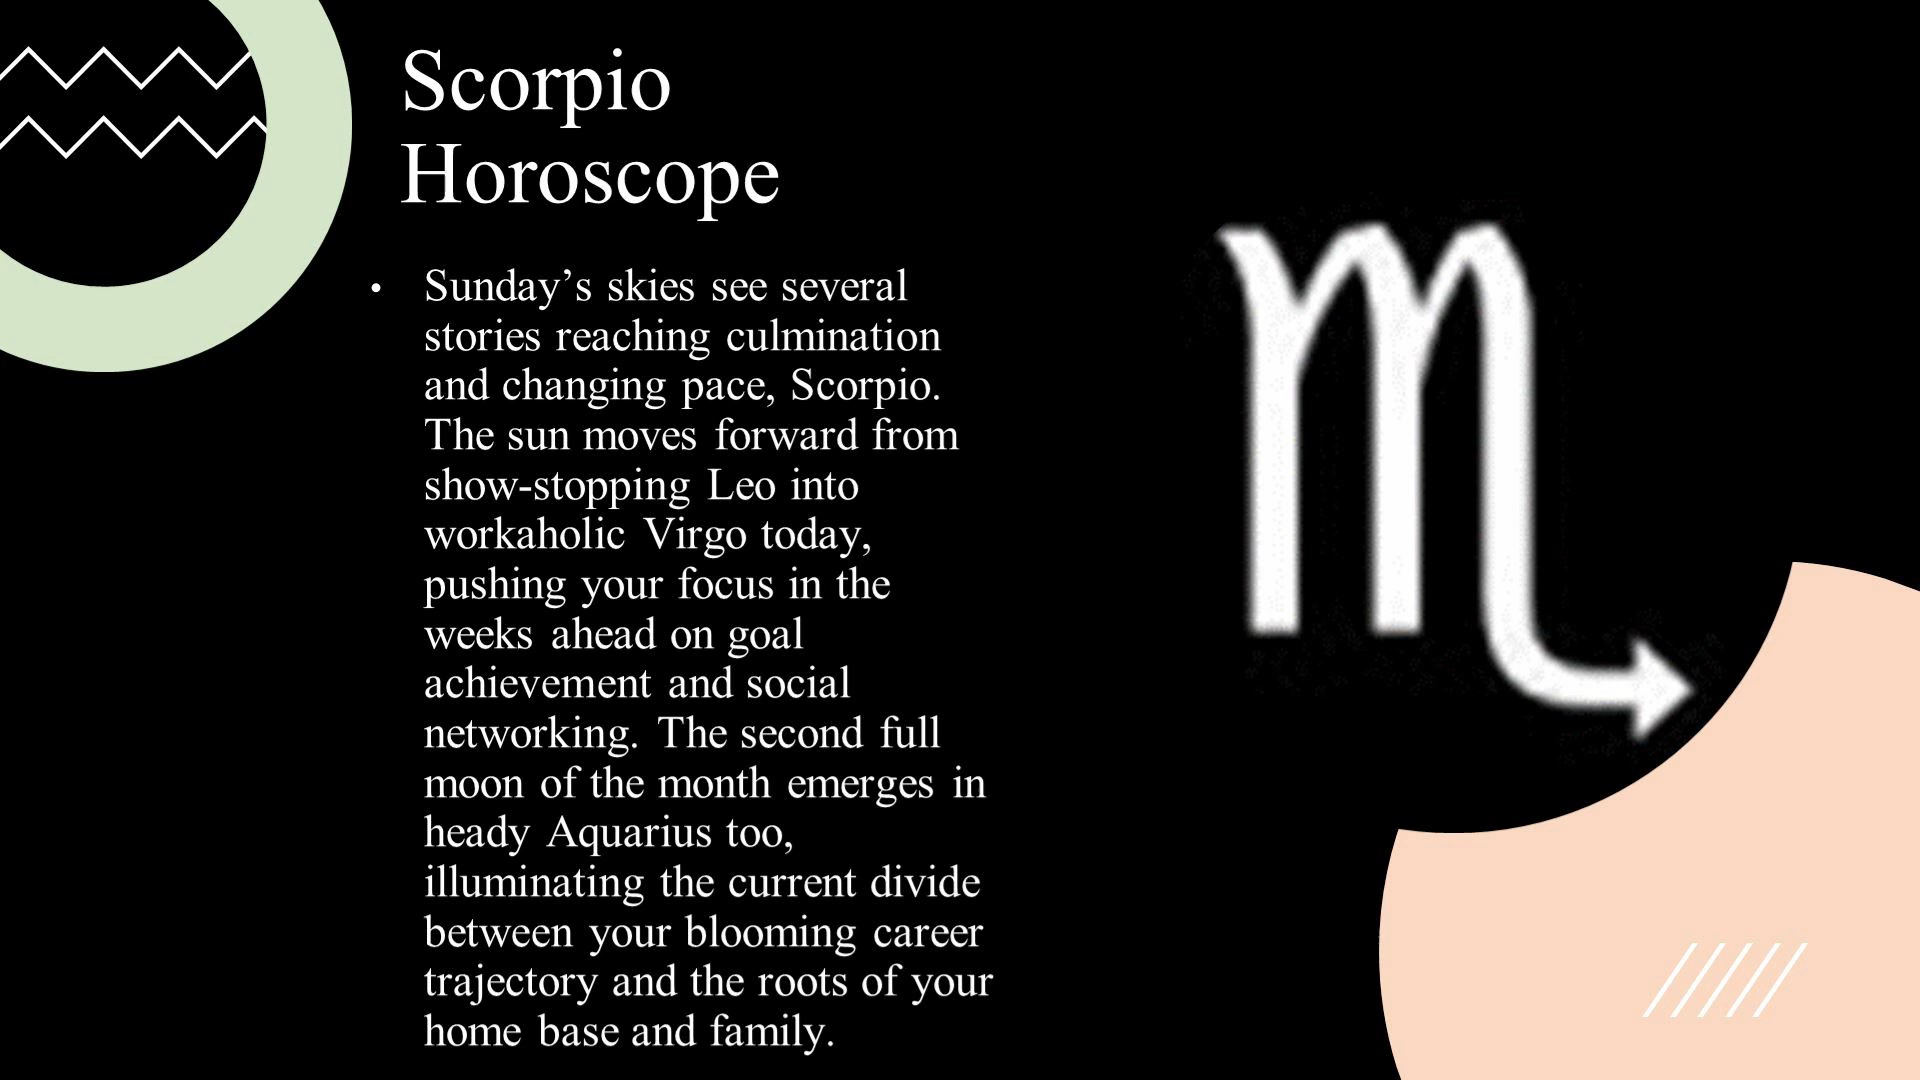 Scorpio
Horoscope
• Sunday’s skies see several
stories reaching culmination
and changing pace, Scorpio.
The sun moves forward from
show-stopping Leo into
workaholic Virgo today,
pushing your focus in the
weeks ahead on goal
achievement and social
networking. The second full
moon of the month emerges in
heady Aquarius too,
illuminating the current divide
between your blooming career
trajectory and the roots of your
home base and family.